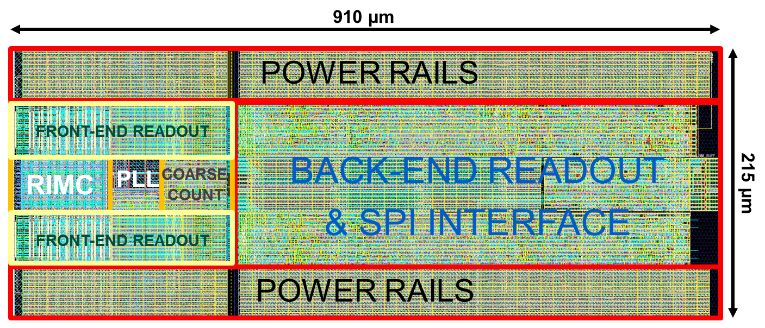 910 µm
POWER RAILS
FRONT-END READOUT
RIMC
PLL
COARSE
COUNT
BACK-END READOUT
& SPI INTERFACE
215 µm
FRONT-END READOUT
POWER RAILS